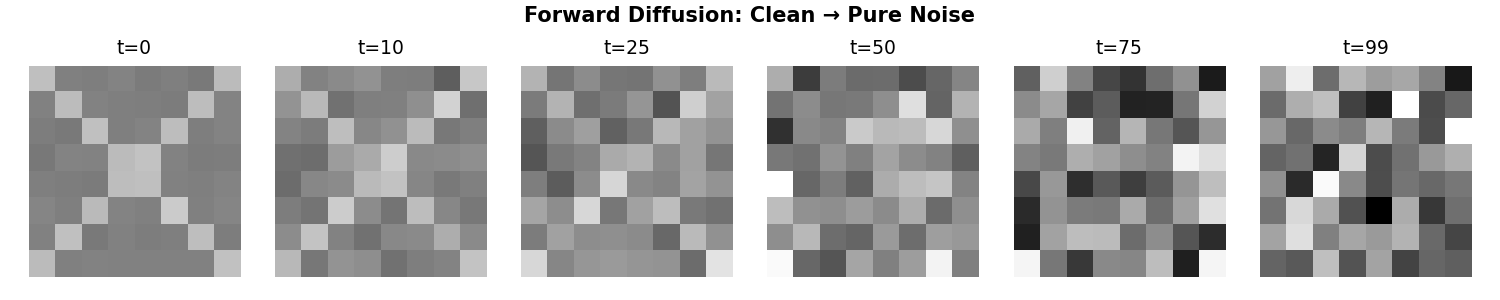 Forward Diffusion: Clean → Pure Noise
t=0 t=10 t=25 t=50 t=75 t=99